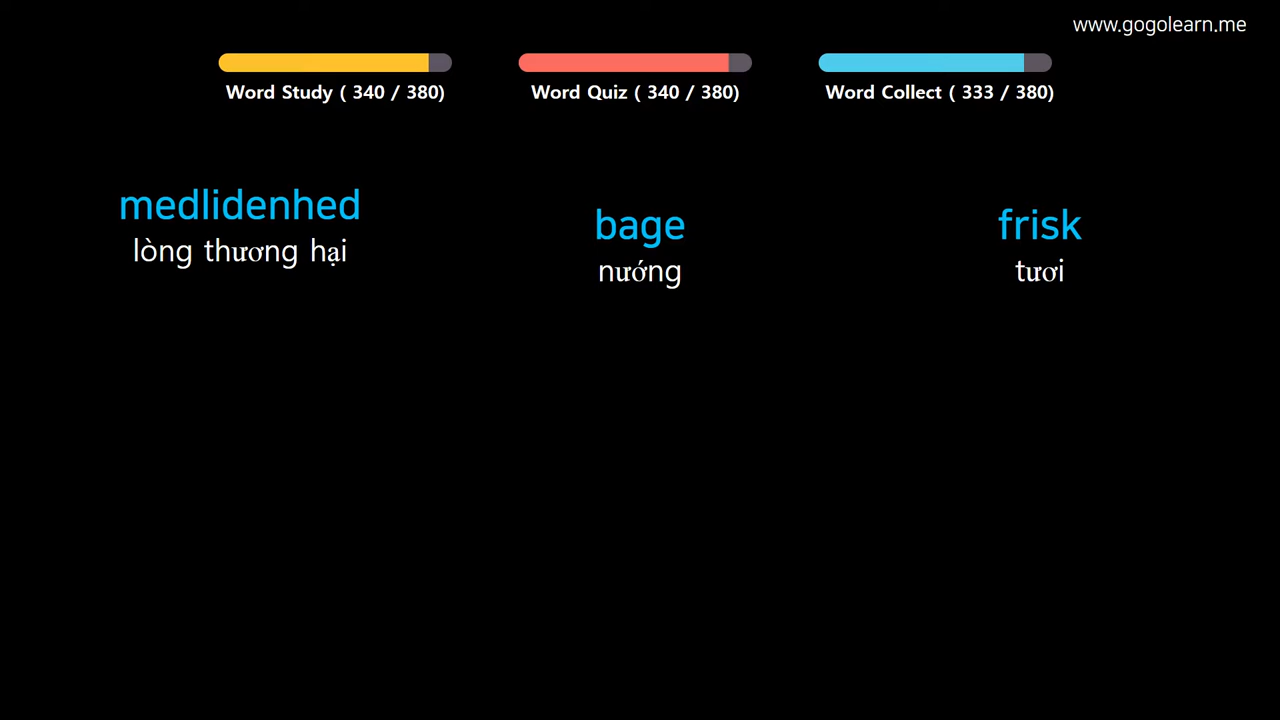 www.gogolearn.me
Word Study ( 340 / 380)
Word Quiz ( 340 / 380)
Word Collect ( 333 / 380)
medlidenhed
lòng thương hại
bage
nướng
frisk
tươi